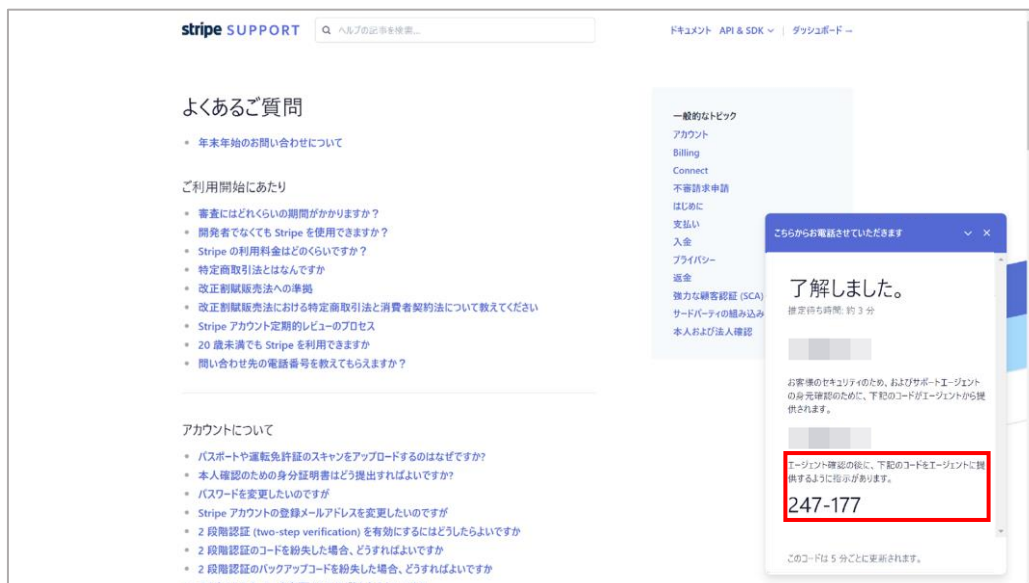 stripe SUPPORT
ヘルプの記事を検索...
ドキュメント API & SDK ダッシュボード →
よくあるご質問
年末年始のお問い合わせについて
ご利用開始にあたり
審査にはどれくらいの期間がかかりますか？
開発者でなくても Stripe を使用できますか？
Stripe の利用料金はどのくらいですか？
特定商取引法とはなんですか
改正割賦販売法への準拠
改正割賦販売法における特定商取引法と消費者契約法について教えてください
Stripe アカウント定期的レビューのプロセス
20 歳未満でも Stripe を利用できますか
問い合わせ先の電話番号を教えてもらえますか？
アカウントについて
パスポートや運転免許証のスキャンをアップロードするのはなぜですか?
本人確認のための身分証明書はどう提出すればよいですか?
パスワードを変更したいのですが
Stripe アカウントの登録メールアドレスを変更したいのですが
2 段階認証 (two-step verification) を有効にするにはどうしたらよいですか
2 段階認証のコードを紛失した場合、どうすればよいですか
2 段階認証のバックアップコードを紛失した場合、どうすればよいですか
一般的なトピック
アカウント
Billing
Connect
不審請求申請
はじめに
支払い
入金
プライバシー
返金
強力な顧客認証 (SCA)
サードパーティの組み込み
本人および法人確認
こちらからお電話させていただきます
了解しました。
推定待ち時間: 約 3 分
お客様のセキュリティのため、およびサポートエージェント
の身元確認のために、下記のコードがエージェントから提
供されます。
エージェント確認の後に、下記のコードをエージェントに提
供するように指示があります。
247-177
このコードは 5 分ごとに更新されます。